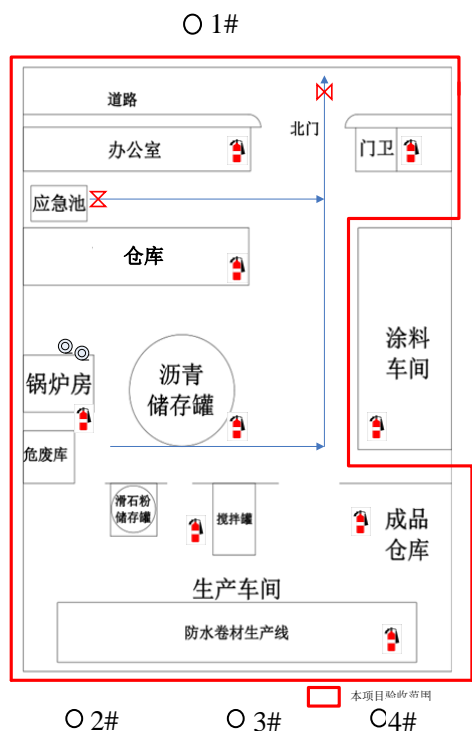 1#
道路
北门
办公室
门卫
应急池
仓库
涂料
车间
沥青
储存罐
锅炉房
危废库
滑石粉
储存罐
搅拌罐
成品
仓库
生产车间
防水卷材生产线
本项目验收范围
2#
3#
4#